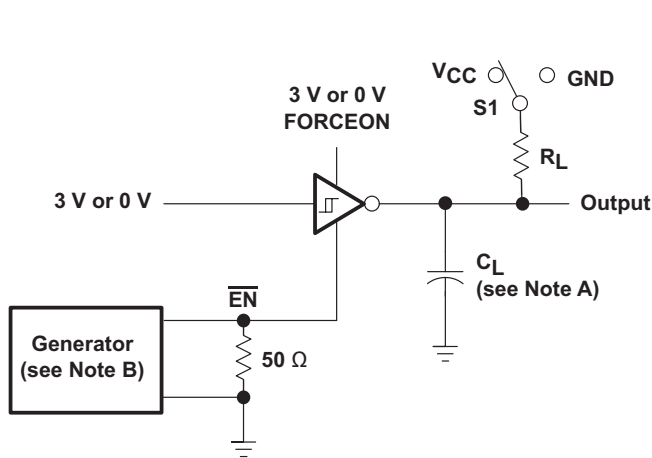 VCC
GND
S1
3 V or 0 V
FORCEON
RL
3 V or 0 V
Output
CL
(see Note A)
EN
Generator
(see Note B)
50 Ω